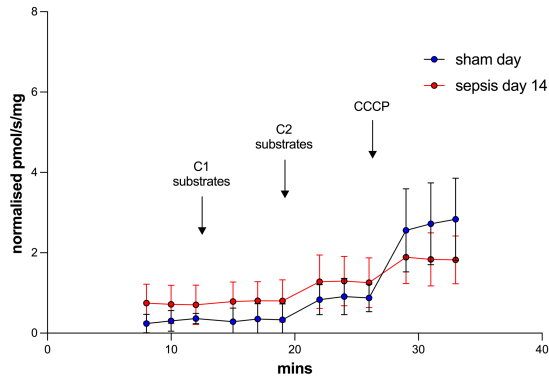 8
sham day
sepsis day 14
6
CCCP
C2
substrates
C1
substrates
4
normalised pmol/s/mg
2
0
0
10
20
30
40
mins